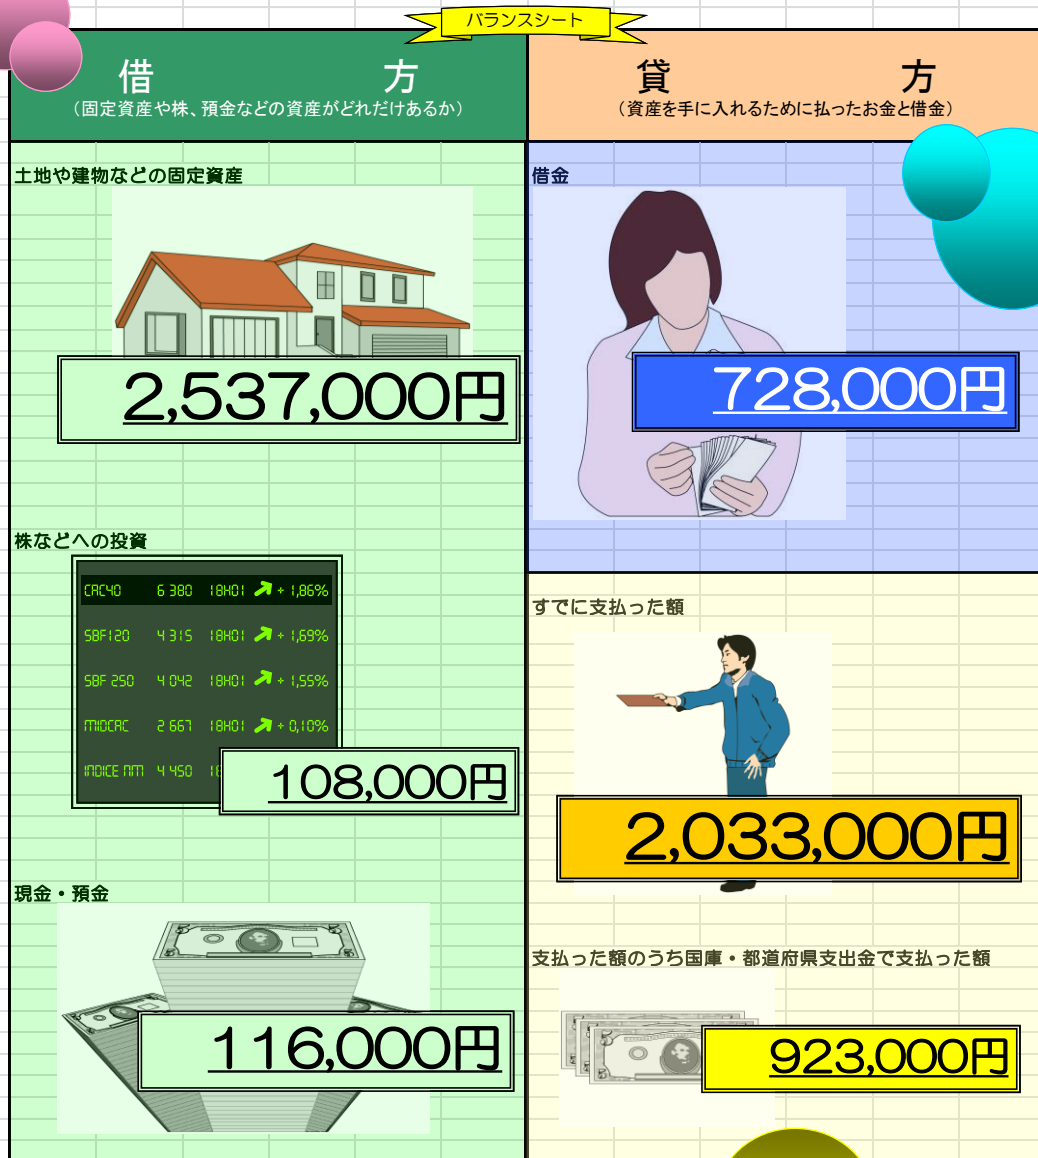 バランスシート
借　　　方
（固定資産や株、預金などの資産がどれだけあるか）
土地や建物などの固定資産
2,537,000円
株などへの投資
CAC40 6 380 18H01 + 1,86%
SBF120 4 315 18H01 + 1,69%
SBF 250 4 042 18H01 + 1,55%
MIDCAC 2 667 18H01 + 0,10%
INDICE NM 4 450
108,000円
現金・預金
116,000円
貸　　　方
（資産を手に入れるために払ったお金と借金）
借金
728,000円
すでに支払った額
2,033,000円
支払った額のうち国庫・都道府県支出金で支払った額
923,000円